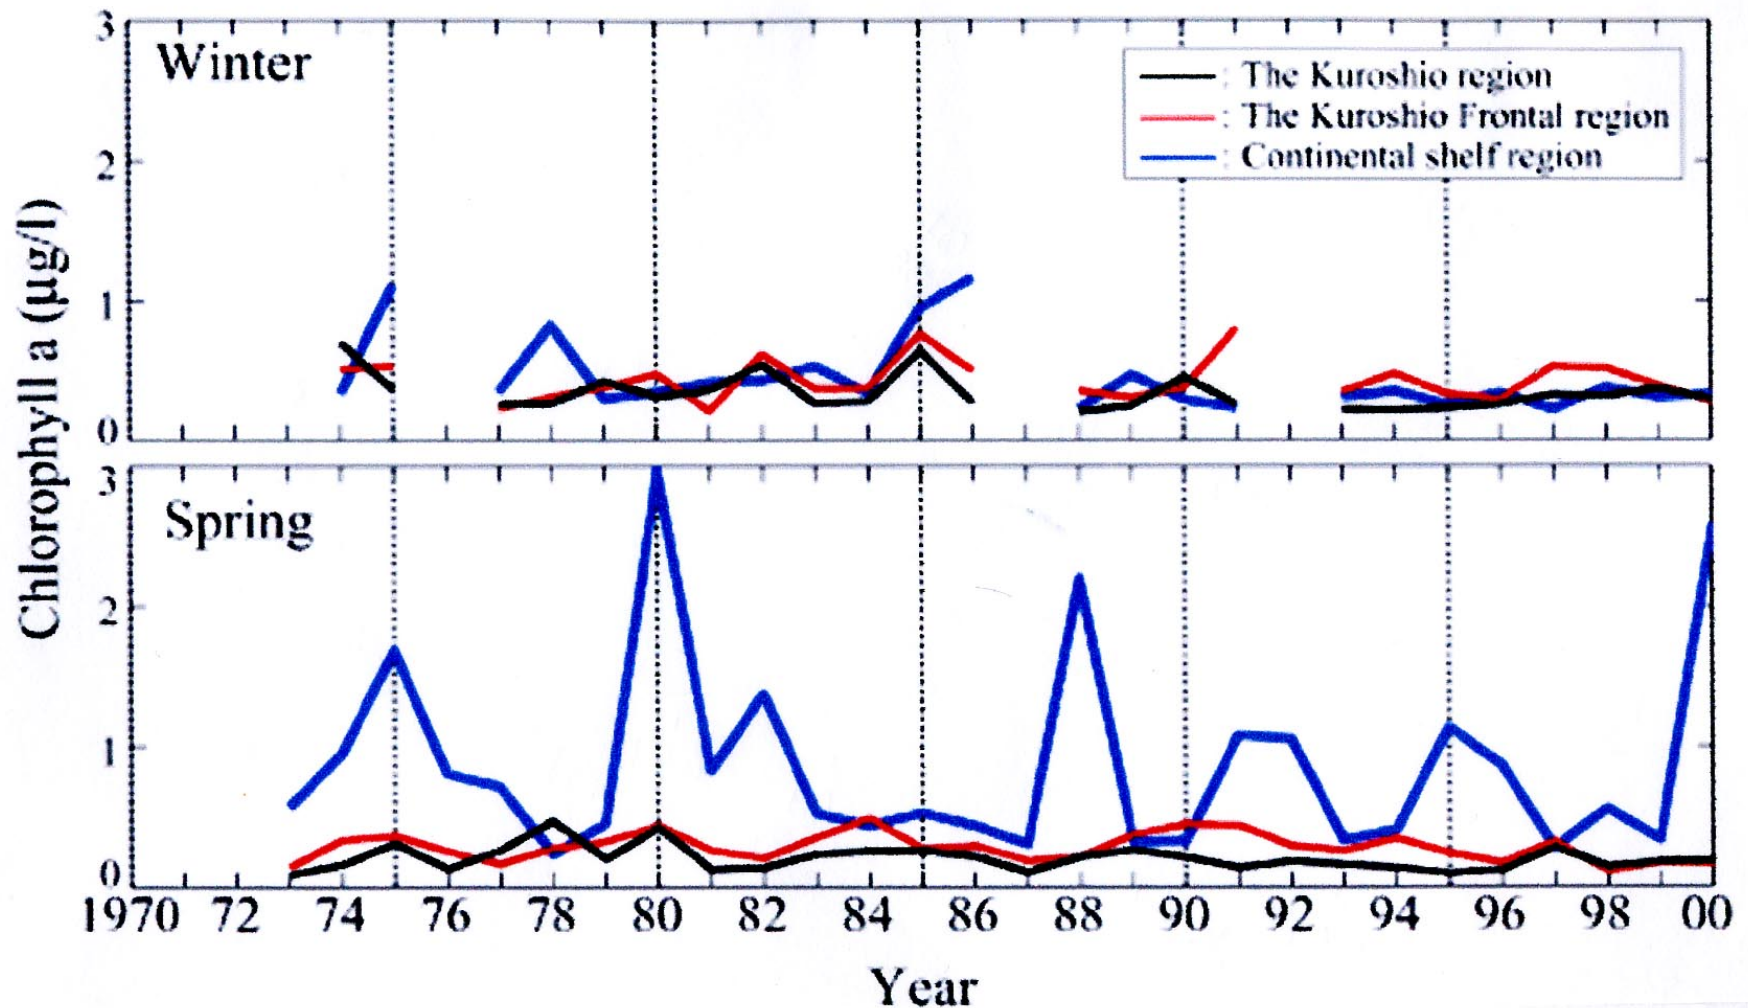 Chlorophyll a (µg/l)
3
2
1
0
Winter
: The Kuroshio region
: The Kuroshio Frontal region
: Continental shelf region
3
2
1
0
Spring
1970 72 74 76 78 80 82 84 86 88 90 92 94 96 98 00
Year